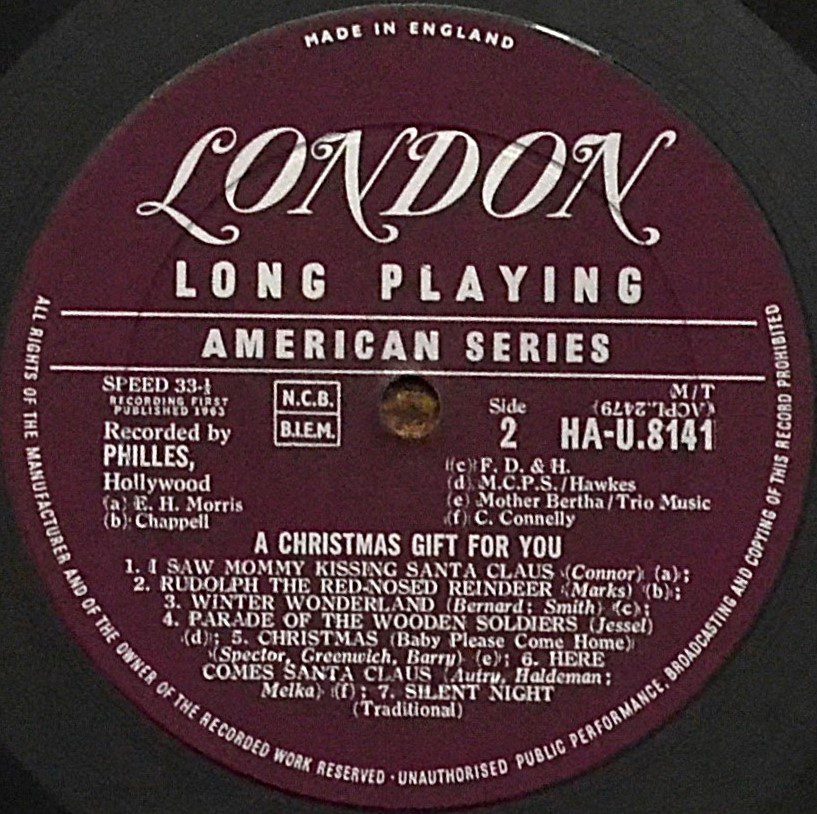 MADE IN ENGLAND
LONDON
LONG PLAYING
AMERICAN SERIES
SPEED 33-⅓
RECORDING FIRST
PUBLISHED 1963
Recorded by
PHILLES,
Hollywood
(a) E. H. Morris
(b) Chappell
N.C.B.
B.I.E.M.
M/T
(ACPL.2479)
Side
2
HA-U.8141
(c) F. D. & H.
(d) M.C.P.S./Hawkes
(e) Mother Bertha/Trio Music
(f) C. Connelly
A CHRISTMAS GIFT FOR YOU
1. I SAW MOMMY KISSING SANTA CLAUS (Connor) (a);
2. RUDOLPH THE RED-NOSED REINDEER (Marks) (b);
3. WINTER WONDERLAND (Bernard; Smith) (c);
4. PARADE OF THE WOODEN SOLDIERS (Jessel)
(d); 5. CHRISTMAS (Baby Please Come Home)
(Spector, Greenwich, Barry) (e); 6. HERE
COMES SANTA CLAUS (Autry, Haldeman;
Melka) (f); 7. SILENT NIGHT
(Traditional)
ALL RIGHTS OF THE MANUFACTURER AND OF THE OWNER OF THE RECORDED WORK RESERVED · UNAUTHORISED PUBLIC PERFORMANCE, BROADCASTING AND COPYING OF THIS RECORD PROHIBITED